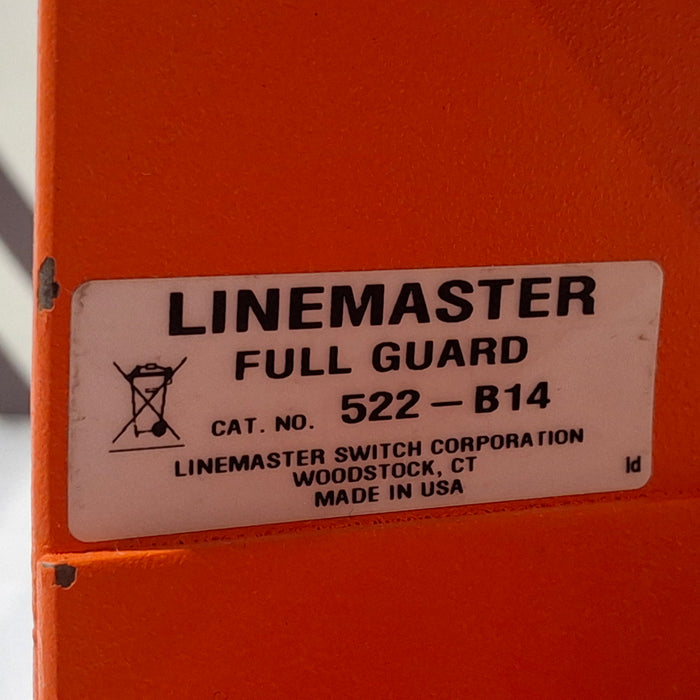 LINEMASTER
FULL GUARD
CAT. NO. 522-B14
LINEMASTER SWITCH CORPORATION
WOODSTOCK, CT
MADE IN USA
ld